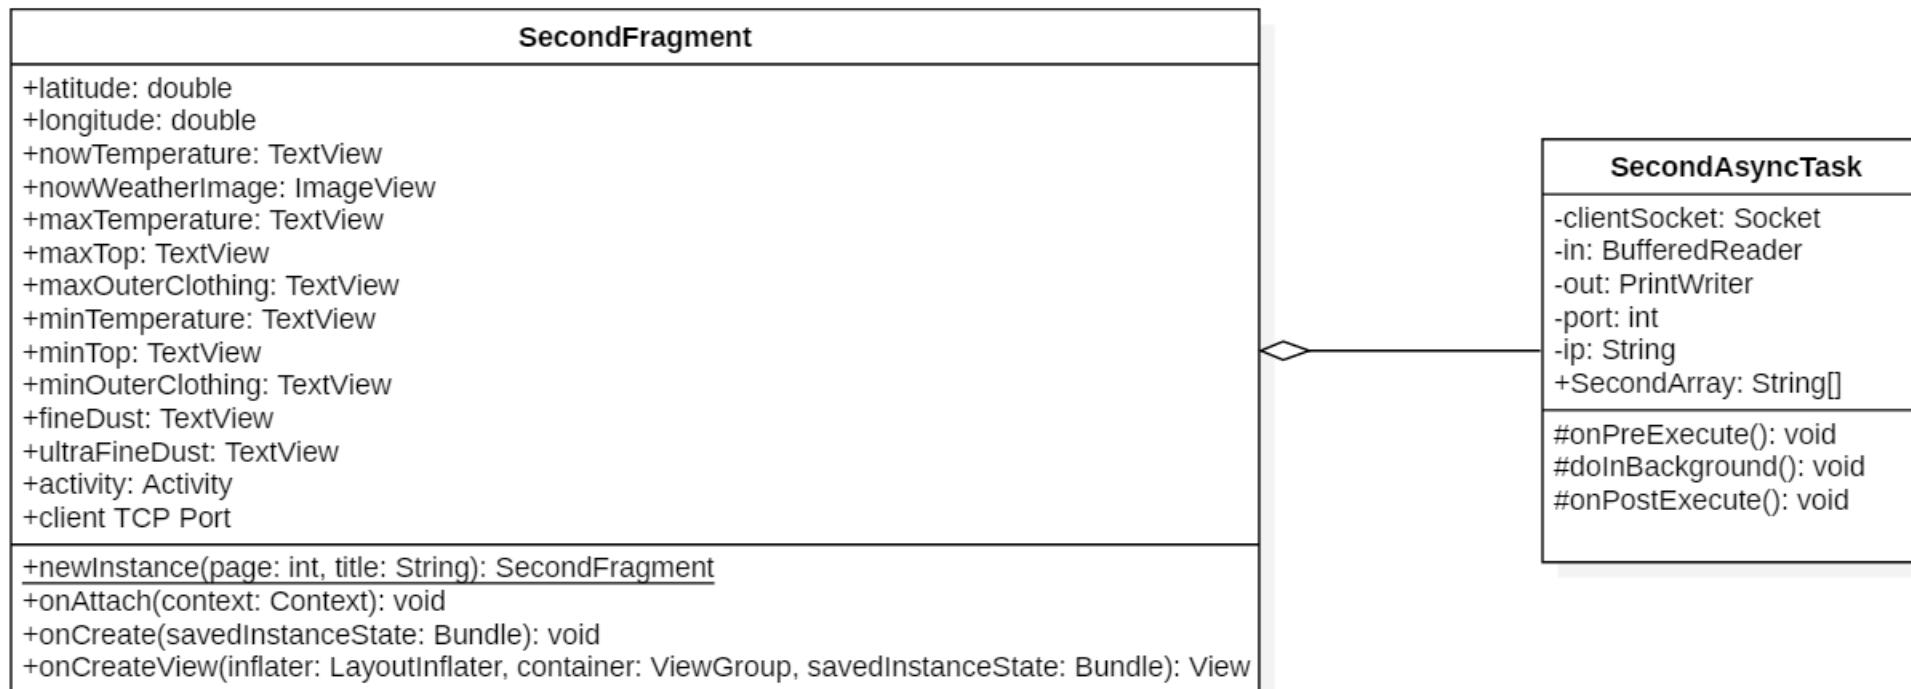 SecondFragment
+latitude: double
+longitude: double
+nowTemperature: TextView
+nowWeatherImage: ImageView
+maxTemperature: TextView
+maxTop: TextView
+maxOuterClothing: TextView
+minTemperature: TextView
+minTop: TextView
+minOuterClothing: TextView
+fineDust: TextView
+ultraFineDust: TextView
+activity: Activity
+client TCP Port
+newInstance(page: int, title: String): SecondFragment
+onAttach(context: Context): void
+onCreate(savedInstanceState: Bundle): void
+onCreateView(inflater: LayoutInflater, container: ViewGroup, savedInstanceState: Bundle): View
SecondAsyncTask
-clientSocket: Socket
-in: BufferedReader
-out: PrintWriter
-port: int
-ip: String
+SecondArray: String[]
#onPreExecute(): void
#doInBackground(): void
#onPostExecute(): void